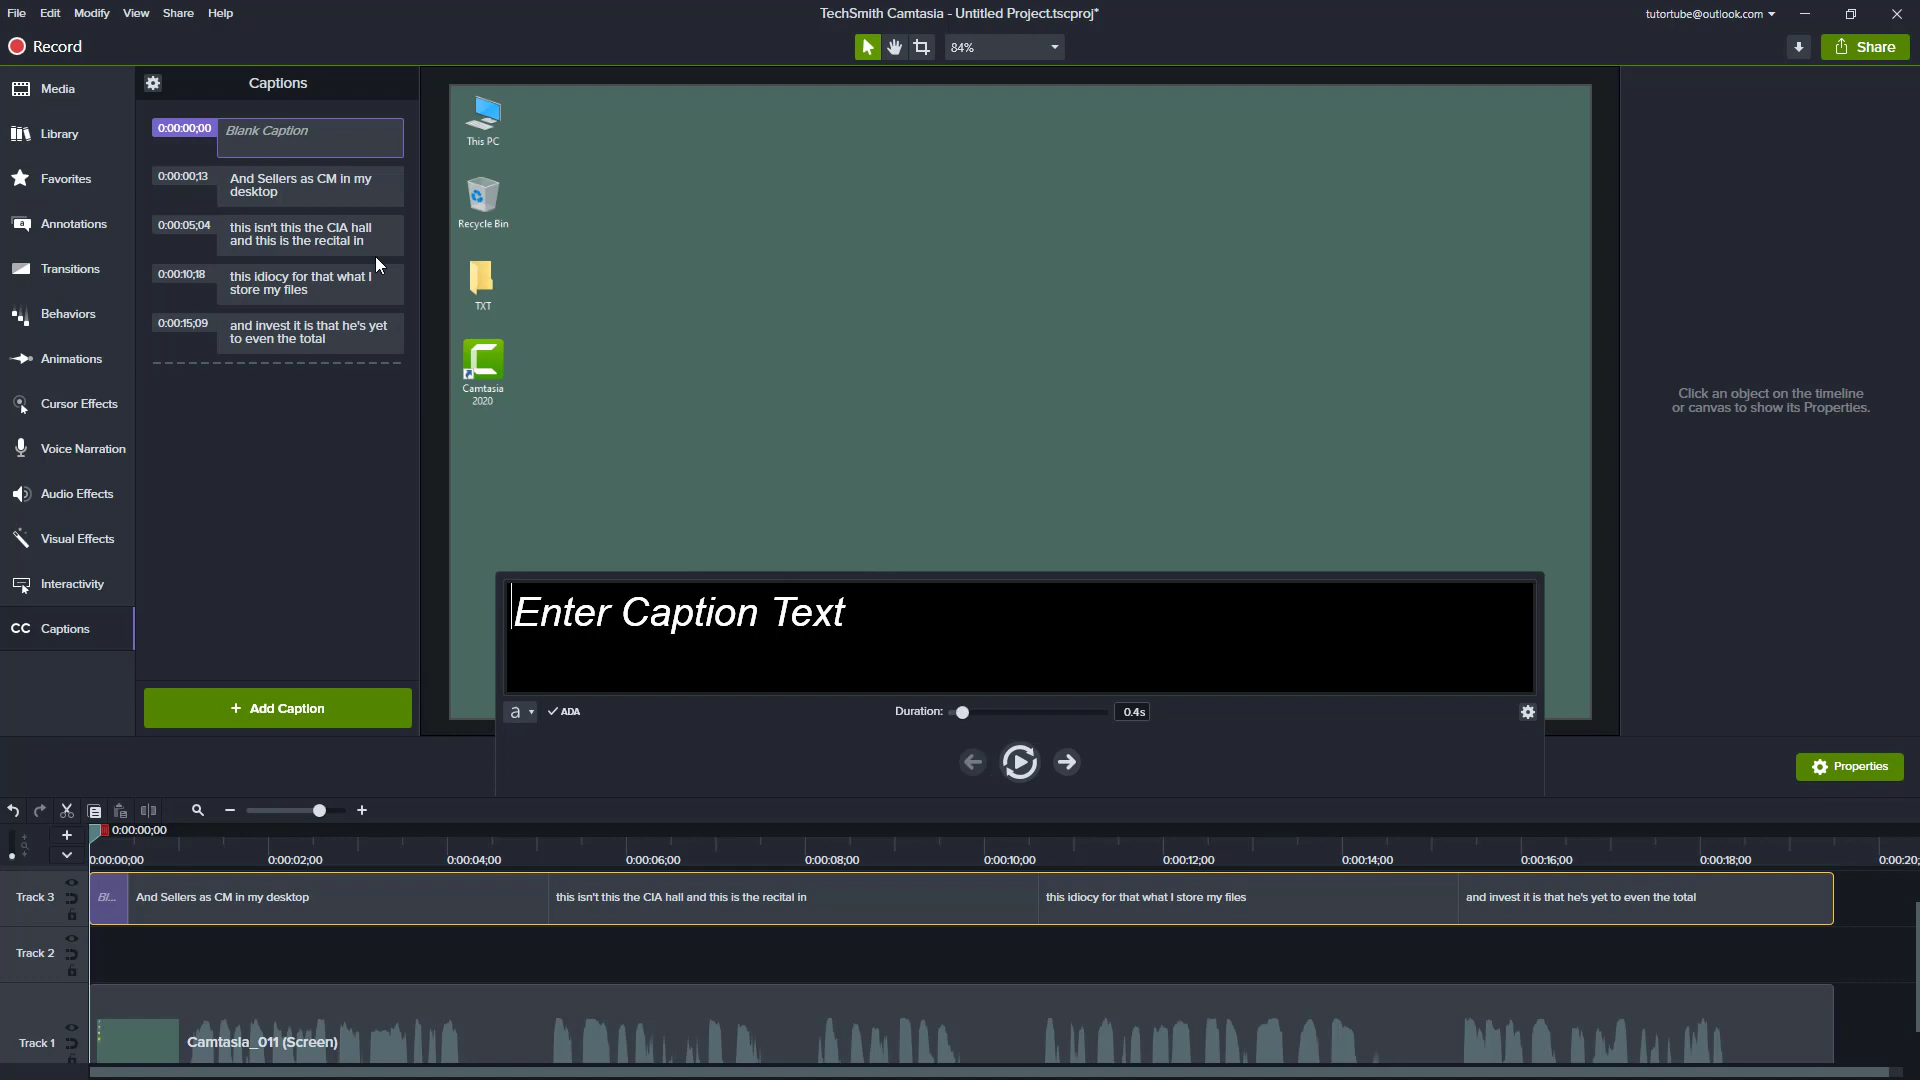 File Edit Modify View Share Help
TechSmith Camtasia - Untitled Project.tscproj*
tutortube@outlook.com
Record
84%
Share
Media
Library
Favorites
Annotations
Transitions
Behaviors
Animations
Cursor Effects
Voice Narration
Audio Effects
Visual Effects
Interactivity
CC Captions
Captions
0:00:00;00 Blank Caption
0:00:00;13 And Sellers as CM in my
desktop
0:00:05;04 this isn't this the CIA hall
and this is the recital in
0:00:10;18 this idiocy for that what I
store my files
0:00:15;09 and invest it is that he's yet
to even the total
+ Add Caption
This PC
Recycle Bin
TXT
Camtasia
2020
Click an object on the timeline
or canvas to show its Properties.
Enter Caption Text
a
ADA
Duration: 0.4s
Properties
0:00:00;00
0:00:00;00 0:00:02;00 0:00:04;00 0:00:06;00 0:00:08;00 0:00:10;00 0:00:12;00 0:00:14;00 0:00:16;00 0:00:18;00 0:00:20;
Track 3 Bl... And Sellers as CM in my desktop this isn't this the CIA hall and this is the recital in this idiocy for that what I store my files and invest it is that he's yet to even the total
Track 2
Track 1 Camtasia_011 (Screen)